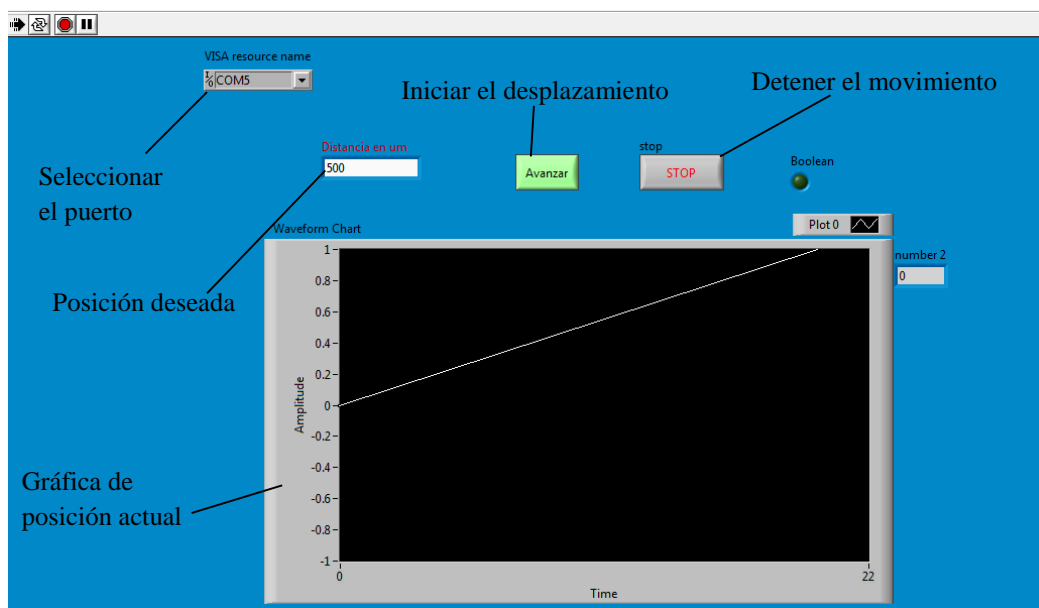 VISA resource name
COM5
Iniciar el desplazamiento
Detener el movimiento
Distancia en um
500
Avanzar
stop
STOP
Boolean
Seleccionar
el puerto
Waveform Chart
Plot 0
number 2
0
Posición deseada
1
0.8
0.6
0.4
0.2
0
-0.2
-0.4
-0.6
-0.8
-1
Amplitude
Gráfica de
posición actual
0
22
Time